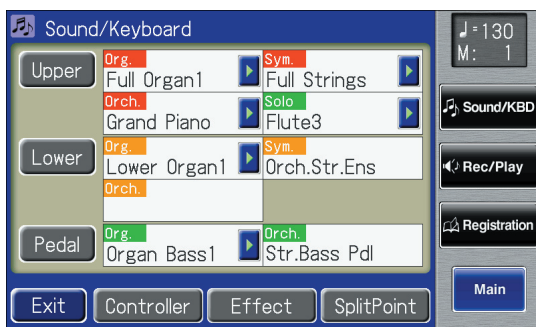 Sound/Keyboard
♩=130
M: 1
Upper
Org.
Full Organ1
Sym.
Full Strings
Orch.
Grand Piano
Solo
Flute3
Sound/KBD
Lower
Org.
Lower Organ1
Sym.
Orch.Str.Ens
Orch.
Rec/Play
Pedal
Org.
Organ Bass1
Orch.
Str.Bass Pdl
Registration
Exit
Controller
Effect
SplitPoint
Main